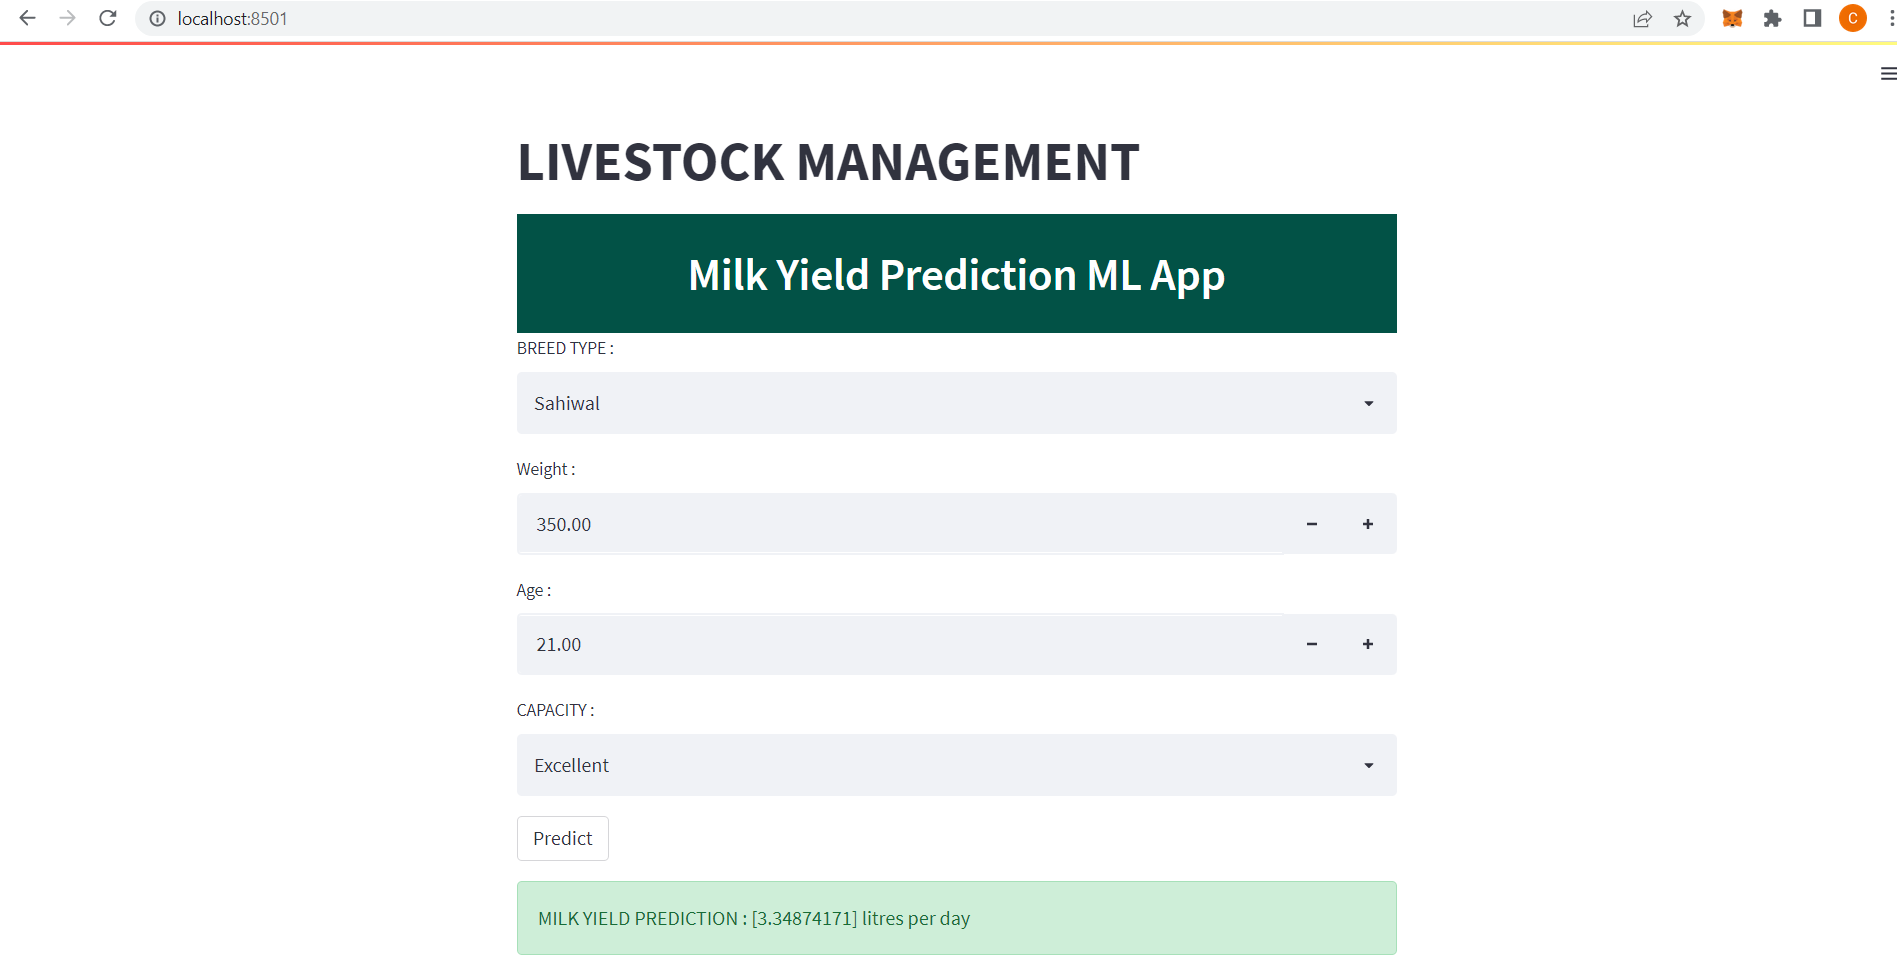 localhost:8501
C
LIVESTOCK MANAGEMENT
Milk Yield Prediction ML App
BREED TYPE :
Sahiwal
Weight :
350.00
Age :
21.00
CAPACITY :
Excellent
Predict
MILK YIELD PREDICTION : [3.34874171] litres per day